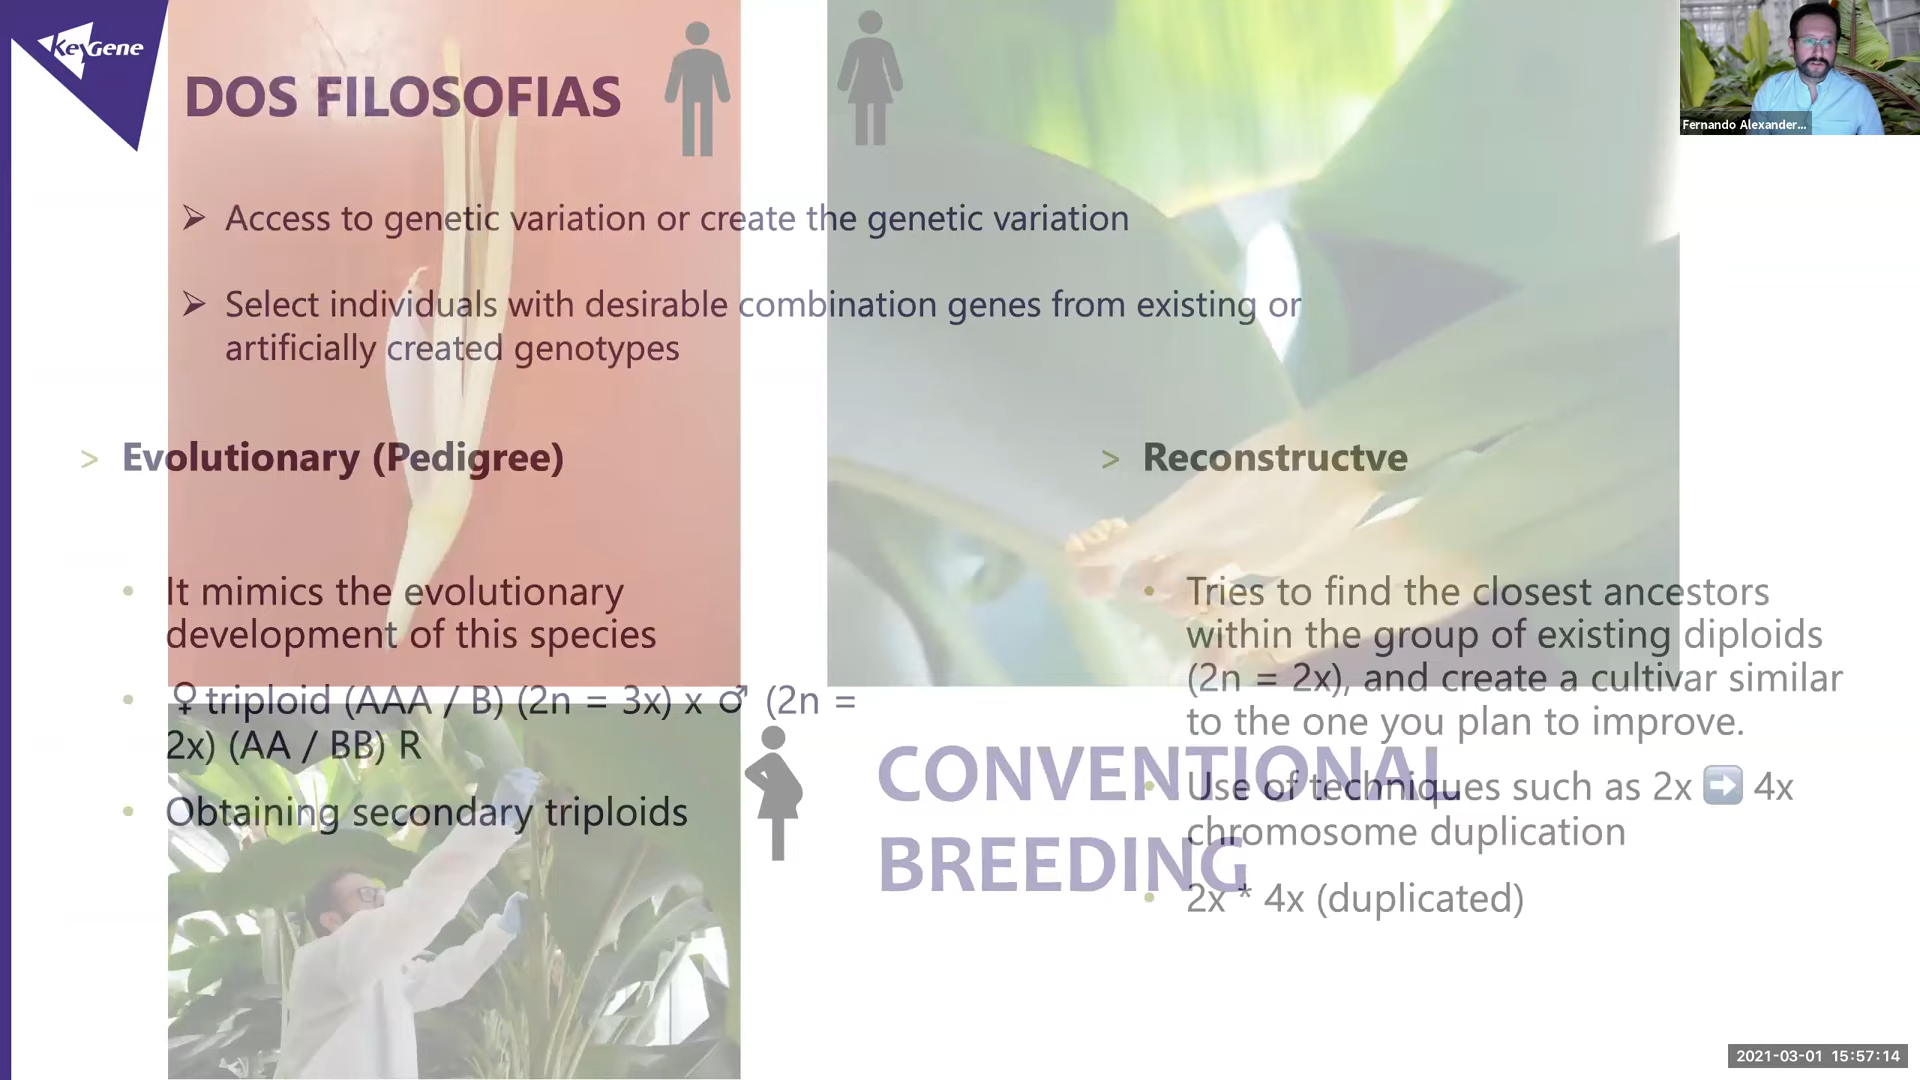 KeyGene
DOS FILOSOFIAS
Fernando Alexander...
➢ Access to genetic variation or create the genetic variation
➢ Select individuals with desirable combination genes from existing or
artificially created genotypes
> Evolutionary (Pedigree)
• It mimics the evolutionary
development of this species
• ♀triploid (AAA / B) (2n = 3x) x ♂ (2n =
2x) (AA / BB) R
• Obtaining secondary triploids
> Reconstructve
• Tries to find the closest ancestors
within the group of existing diploids
(2n = 2x), and create a cultivar similar
to the one you plan to improve.
• Use of techniques such as 2x ➡ 4x
chromosome duplication
• 2x * 4x (duplicated)
CONVENTIONAL
BREEDING
2021-03-01 15:57:14